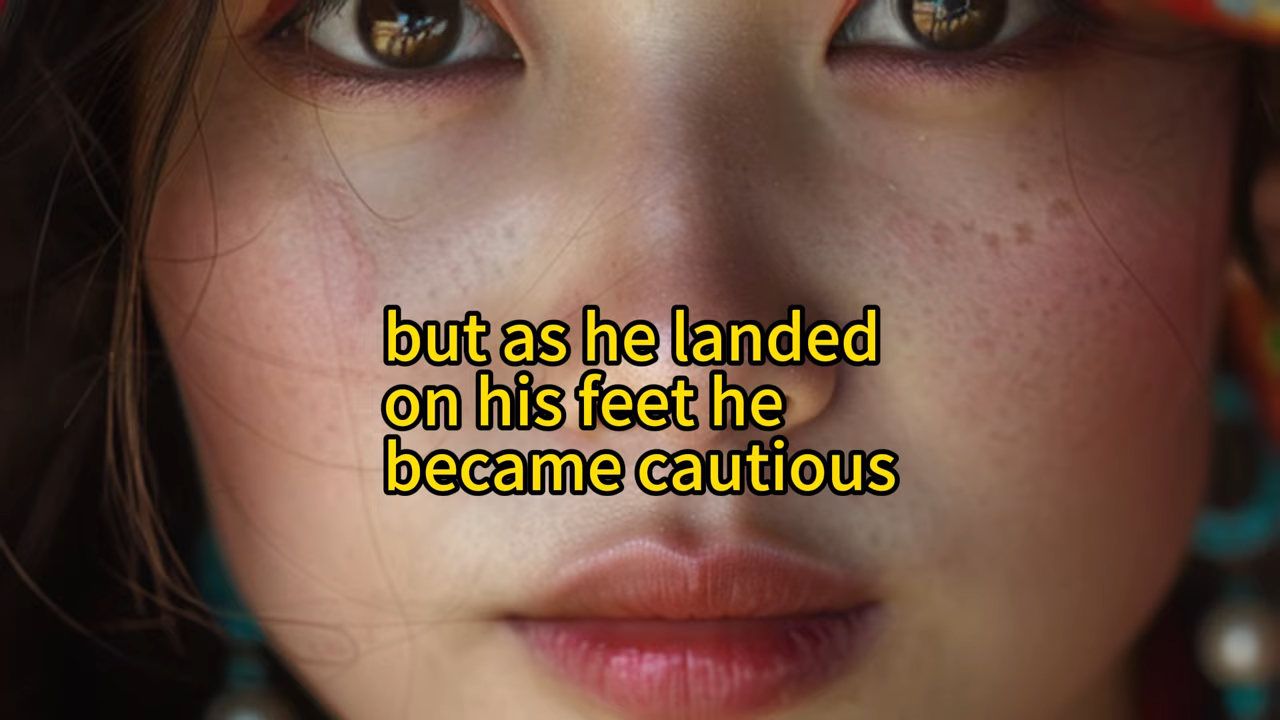 but as he landed
on his feet he
became cautious